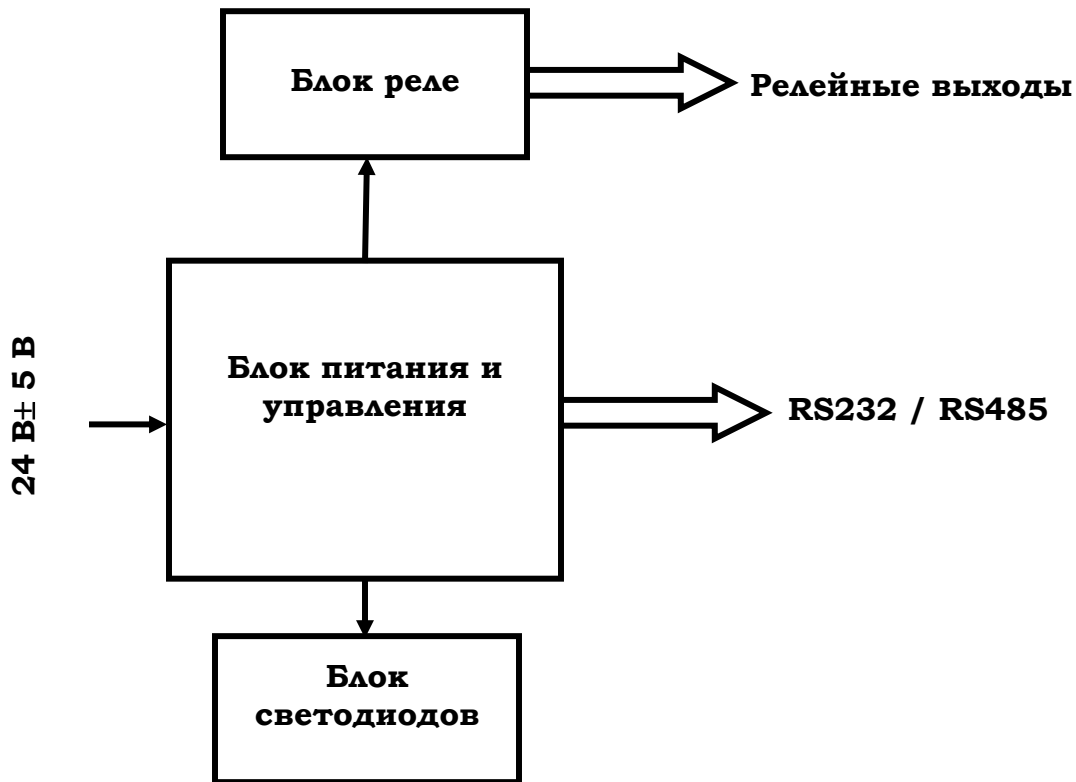 Блок реле
Релейные выходы
24 В± 5 В
Блок питания и
управления
RS232 / RS485
Блок
светодиодов